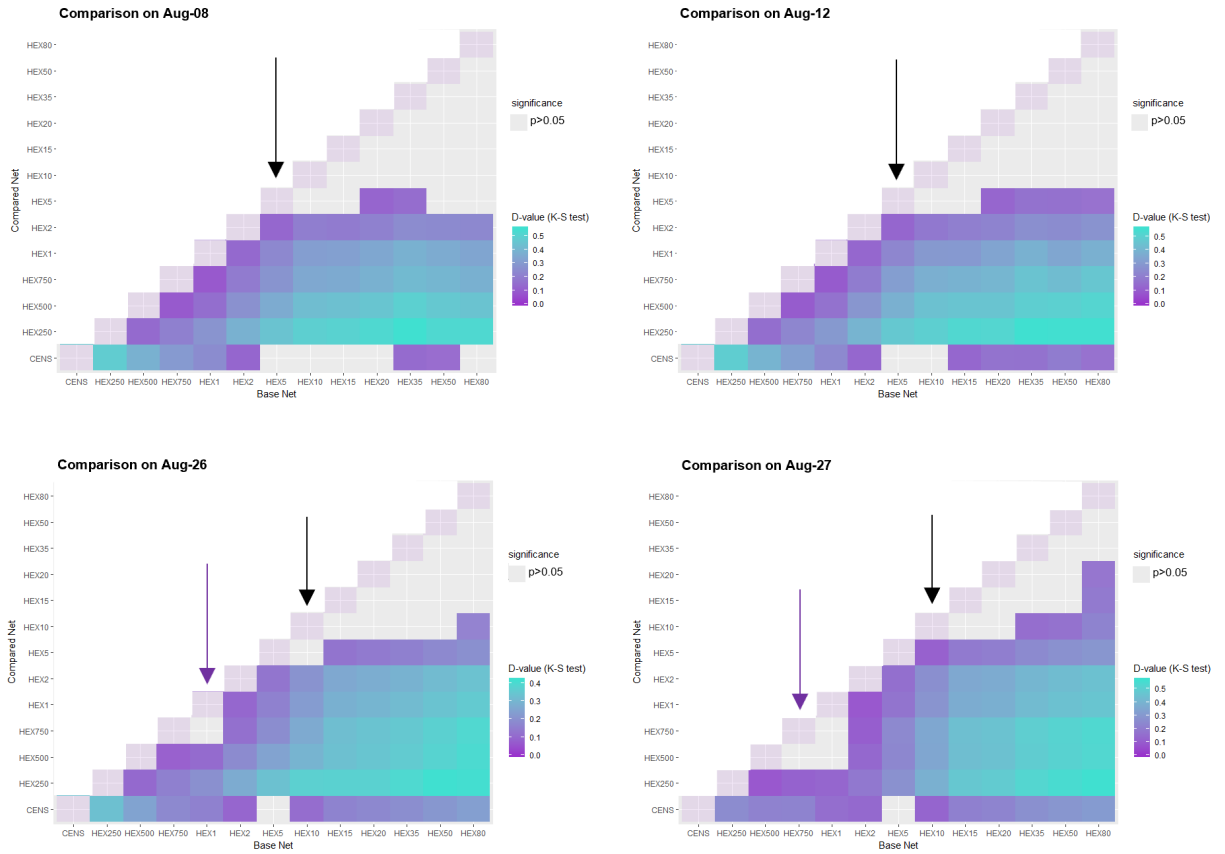 Comparison on Aug-08
Compared Net
HEX80
HEX50
HEX35
HEX20
HEX15
HEX10
HEX5
HEX2
HEX1
HEX750
HEX500
HEX250
CENS
CENS HEX250 HEX500 HEX750 HEX1 HEX2 HEX5 HEX10 HEX15 HEX20 HEX35 HEX50 HEX80
Base Net
significance
p>0.05
D-value (K-S test)
0.5
0.4
0.3
0.2
0.1
0.0
Comparison on Aug-12
Compared Net
HEX80
HEX50
HEX35
HEX20
HEX15
HEX10
HEX5
HEX2
HEX1
HEX750
HEX500
HEX250
CENS
CENS HEX250 HEX500 HEX750 HEX1 HEX2 HEX5 HEX10 HEX15 HEX20 HEX35 HEX50 HEX80
Base Net
significance
p>0.05
D-value (K-S test)
0.5
0.4
0.3
0.2
0.1
0.0
Comparison on Aug-26
Compared Net
HEX80
HEX50
HEX35
HEX20
HEX15
HEX10
HEX5
HEX2
HEX1
HEX750
HEX500
HEX250
CENS
CENS HEX250 HEX500 HEX750 HEX1 HEX2 HEX5 HEX10 HEX15 HEX20 HEX35 HEX50 HEX80
Base Net
significance
p>0.05
D-value (K-S test)
0.4
0.3
0.2
0.1
0.0
Comparison on Aug-27
Compared Net
HEX80
HEX50
HEX35
HEX20
HEX15
HEX10
HEX5
HEX2
HEX1
HEX750
HEX500
HEX250
CENS
CENS HEX250 HEX500 HEX750 HEX1 HEX2 HEX5 HEX10 HEX15 HEX20 HEX35 HEX50 HEX80
Base Net
significance
p>0.05
D-value (K-S test)
0.5
0.4
0.3
0.2
0.1
0.0